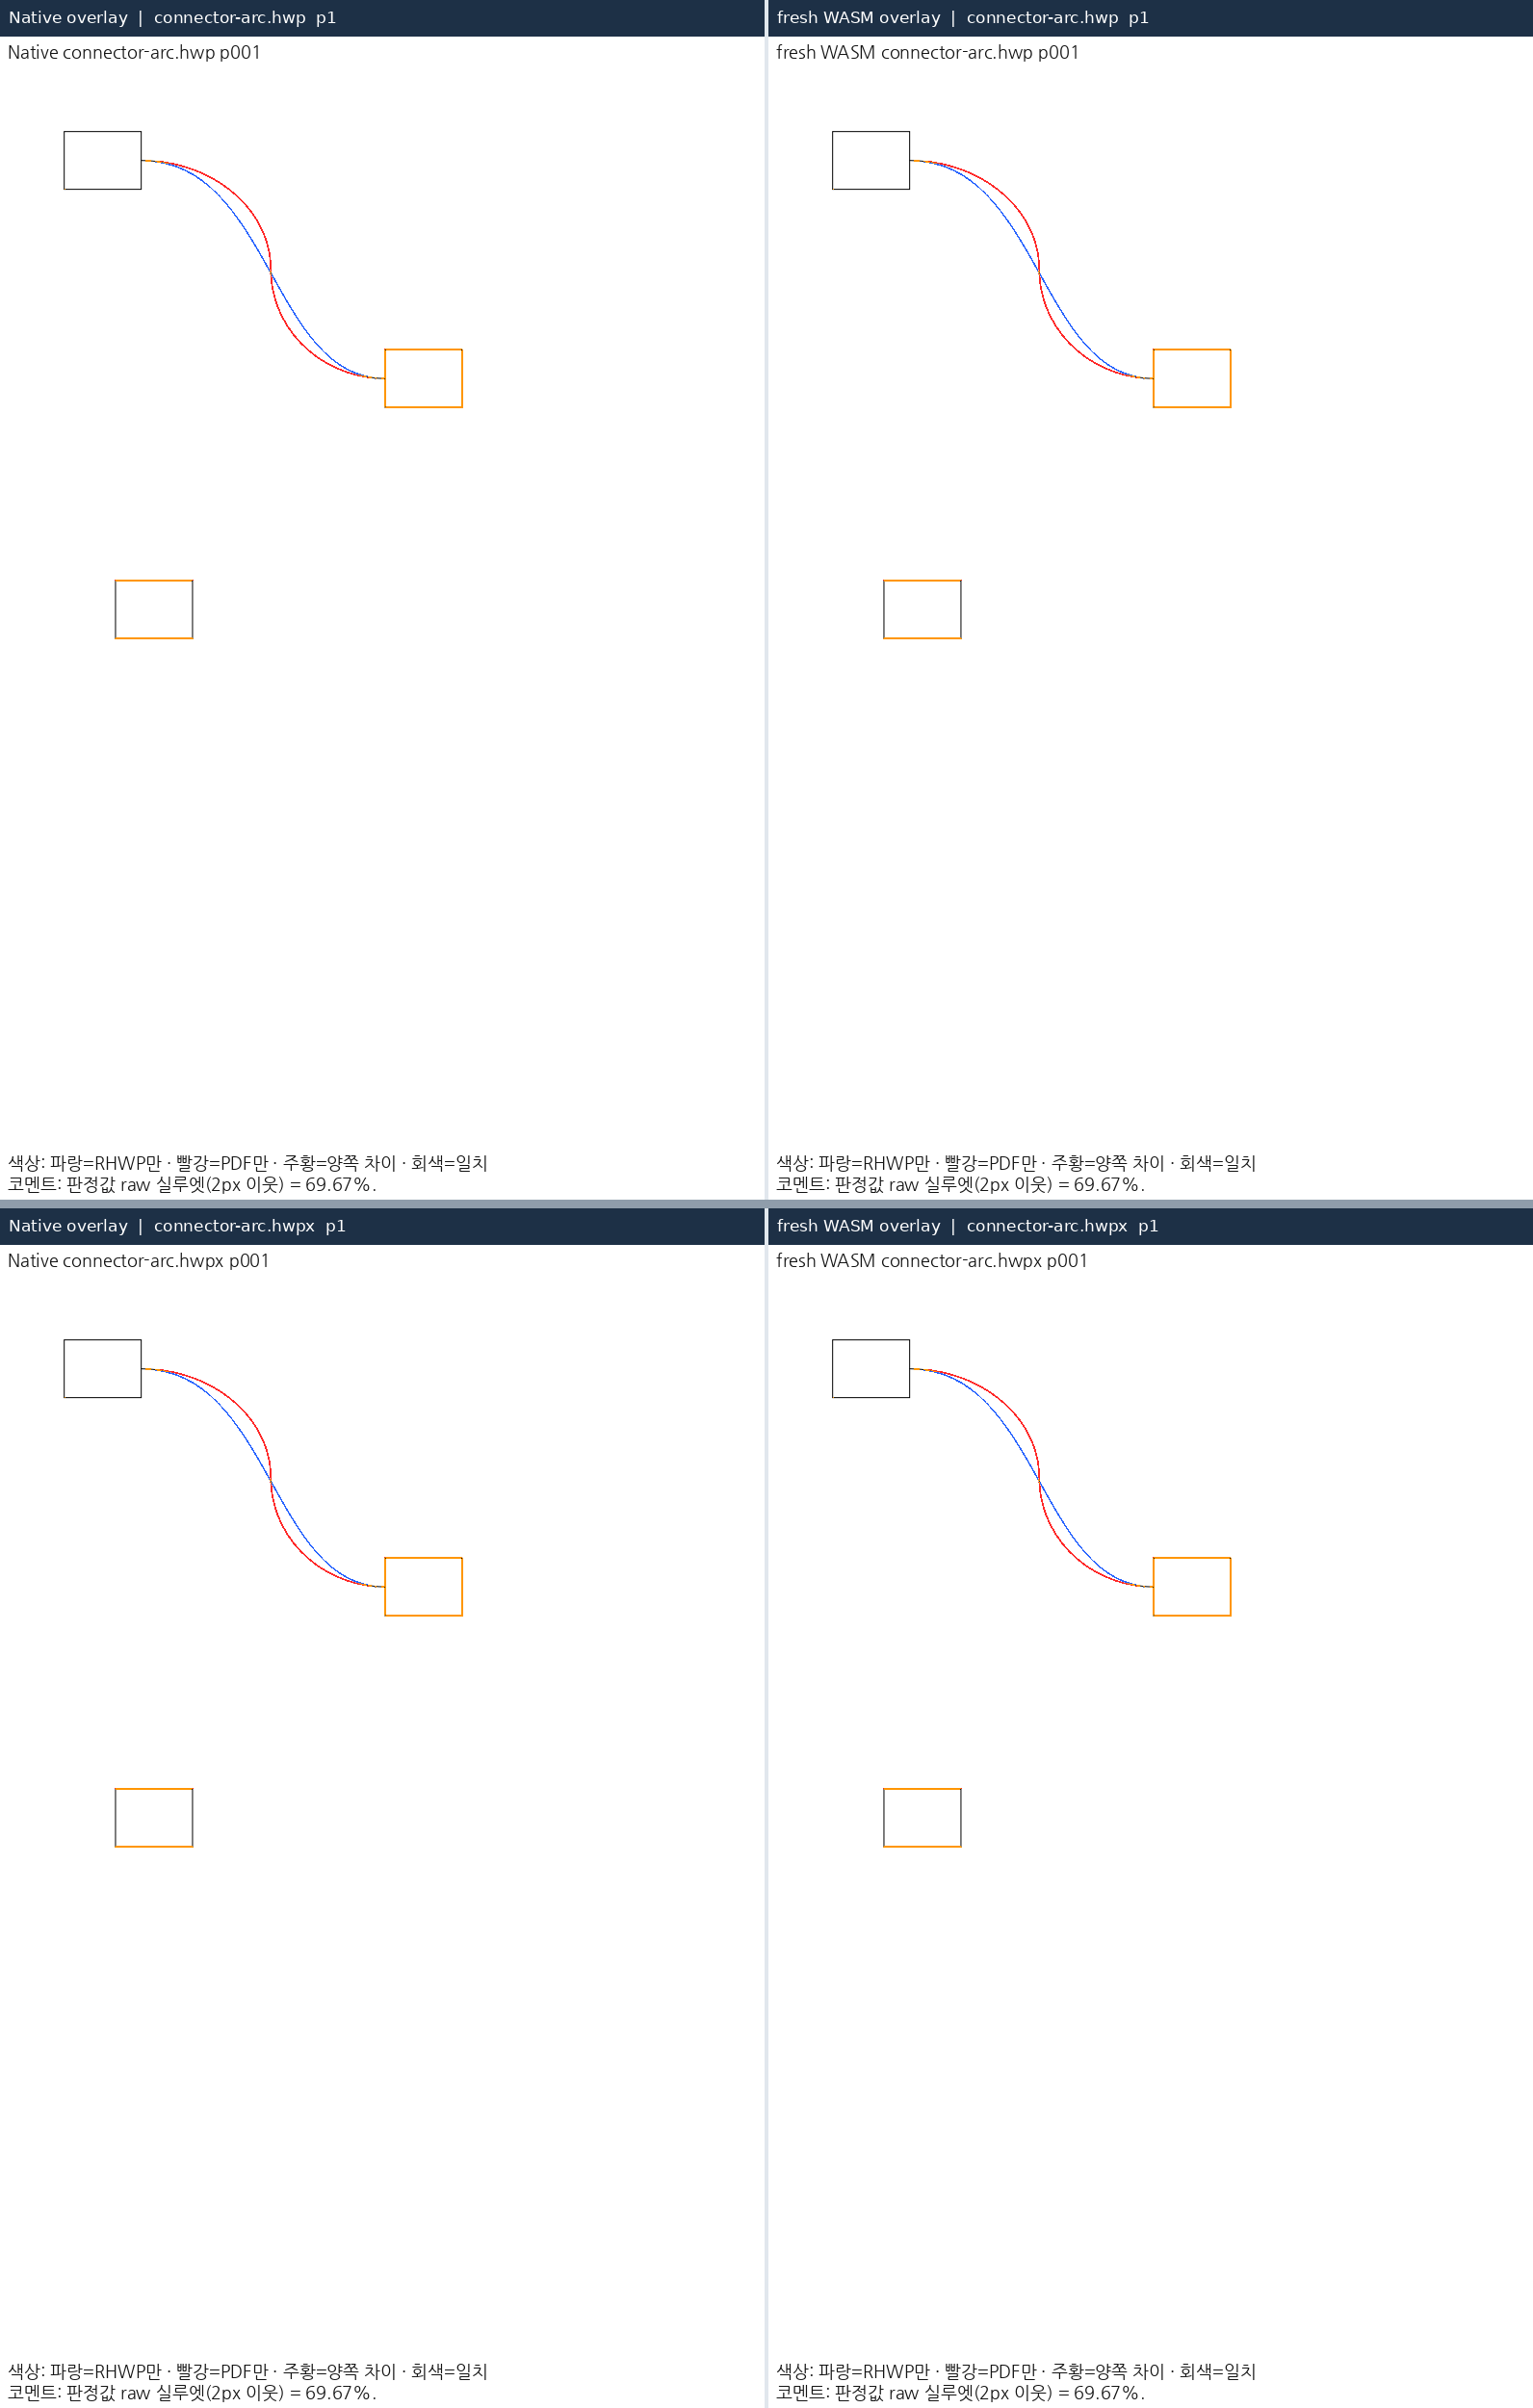 Native overlay | connector-arc.hwp p1
Native connector-arc.hwp p001
색상: 파랑=RHWP만 · 빨강=PDF만 · 주황=양쪽 차이 · 회색=일치
코멘트: 판정값 raw 실루엣(2px 이웃) = 69.67%.
fresh WASM overlay | connector-arc.hwp p1
fresh WASM connector-arc.hwp p001
색상: 파랑=RHWP만 · 빨강=PDF만 · 주황=양쪽 차이 · 회색=일치
코멘트: 판정값 raw 실루엣(2px 이웃) = 69.67%.
Native overlay | connector-arc.hwpx p1
Native connector-arc.hwpx p001
색상: 파랑=RHWP만 · 빨강=PDF만 · 주황=양쪽 차이 · 회색=일치
코멘트: 판정값 raw 실루엣(2px 이웃) = 69.67%.
fresh WASM overlay | connector-arc.hwpx p1
fresh WASM connector-arc.hwpx p001
색상: 파랑=RHWP만 · 빨강=PDF만 · 주황=양쪽 차이 · 회색=일치
코멘트: 판정값 raw 실루엣(2px 이웃) = 69.67%.